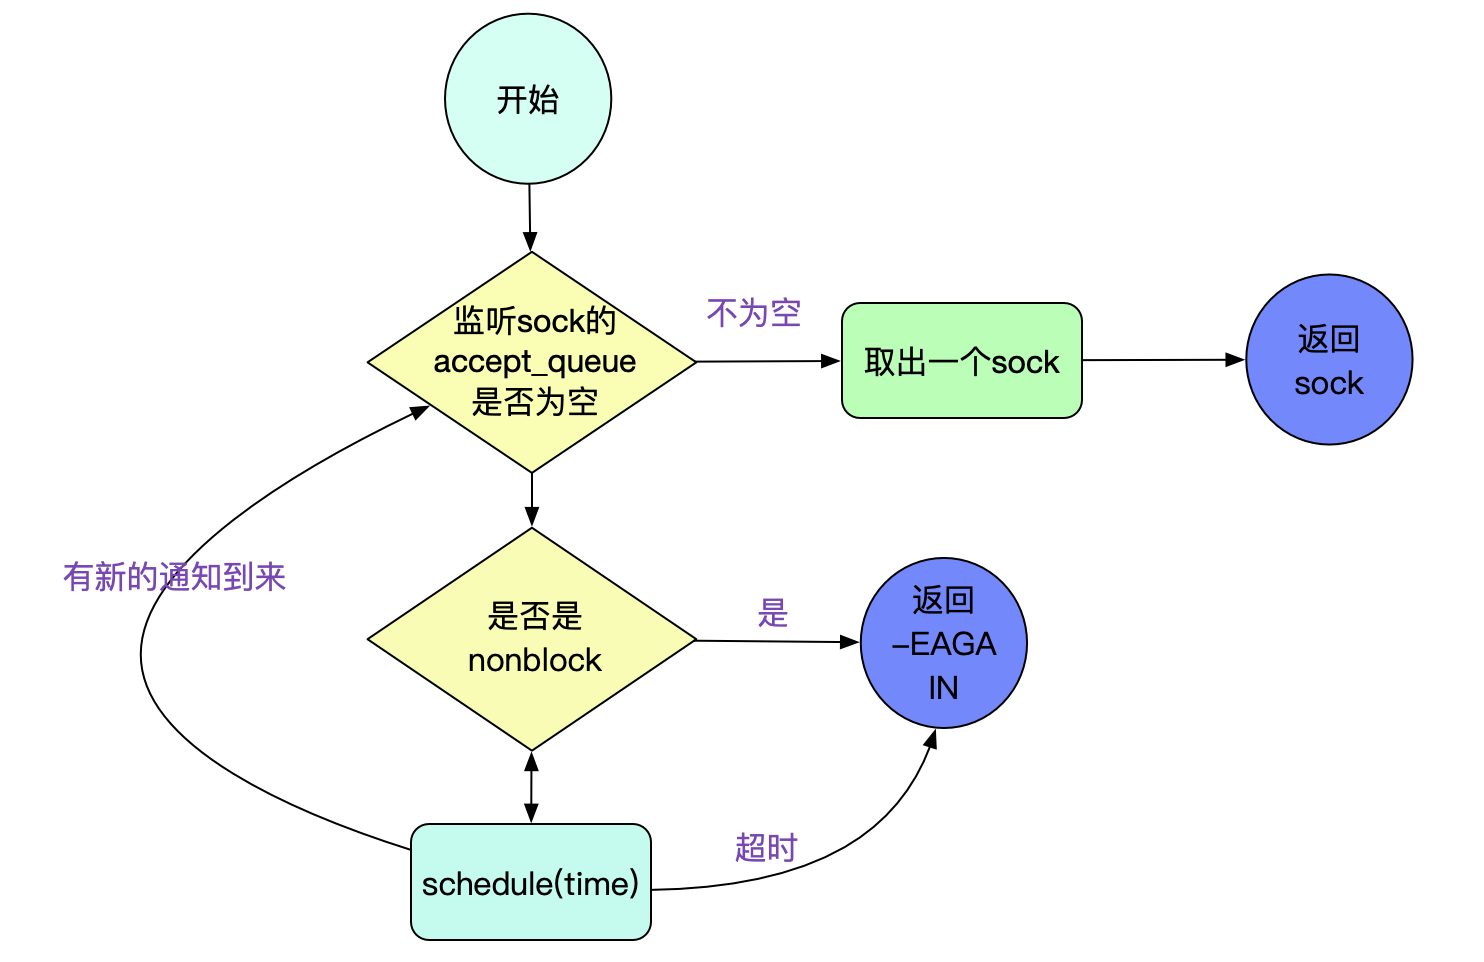 开始
监听sock的
accept_queue
是否为空
不为空
取出一个sock
返回
sock
有新的通知到来
是否是
nonblock
是
返回
-EAGA
IN
超时
schedule(time)